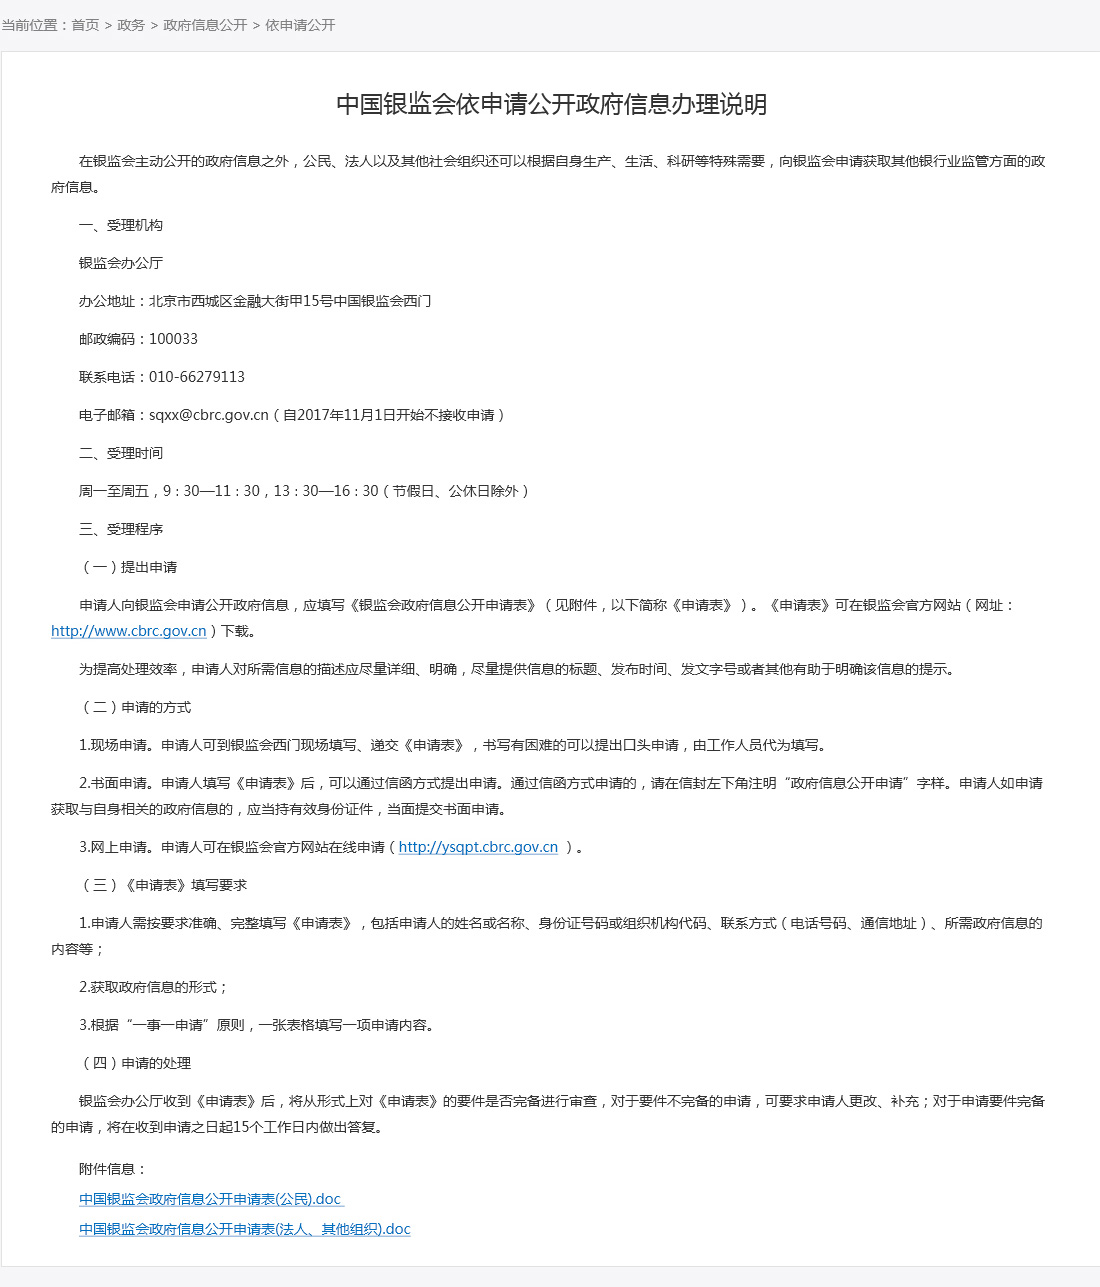 当前位置：首页 > 政务 > 政府信息公开 > 依申请公开
中国银监会依申请公开政府信息办理说明
在银监会主动公开的政府信息之外，公民、法人以及其他社会组织还可以根据自身生产、生活、科研等特殊需要，向银监会申请获取其他银行业监管方面的政
府信息。
一、受理机构
银监会办公厅
办公地址：北京市西城区金融大街甲15号中国银监会西门
邮政编码：100033
联系电话：010-66279113
电子邮箱：sqxx@cbrc.gov.cn（自2017年11月1日开始不接收申请）
二、受理时间
周一至周五，9：30—11：30，13：30—16：30（节假日、公休日除外）
三、受理程序
（一）提出申请
申请人向银监会申请公开政府信息，应填写《银监会政府信息公开申请表》（见附件，以下简称《申请表》）。《申请表》可在银监会官方网站（网址：
http://www.cbrc.gov.cn）下载。
为提高处理效率，申请人对所需信息的描述应尽量详细、明确，尽量提供信息的标题、发布时间、发文字号或者其他有助于明确该信息的提示。
（二）申请的方式
1.现场申请。申请人可到银监会西门现场填写、递交《申请表》，书写有困难的可以提出口头申请，由工作人员代为填写。
2.书面申请。申请人填写《申请表》后，可以通过信函方式提出申请。通过信函方式申请的，请在信封左下角注明“政府信息公开申请”字样。申请人如申请
获取与自身相关的政府信息的，应当持有效身份证件，当面提交书面申请。
3.网上申请。申请人可在银监会官方网站在线申请（http://ysqpt.cbrc.gov.cn ）。
（三）《申请表》填写要求
1.申请人需按要求准确、完整填写《申请表》，包括申请人的姓名或名称、身份证号码或组织机构代码、联系方式（电话号码、通信地址）、所需政府信息的
内容等；
2.获取政府信息的形式；
3.根据“一事一申请”原则，一张表格填写一项申请内容。
（四）申请的处理
银监会办公厅收到《申请表》后，将从形式上对《申请表》的要件是否完备进行审查，对于要件不完备的申请，可要求申请人更改、补充；对于申请要件完备
的申请，将在收到申请之日起15个工作日内做出答复。
附件信息：
中国银监会政府信息公开申请表(公民).doc
中国银监会政府信息公开申请表(法人、其他组织).doc